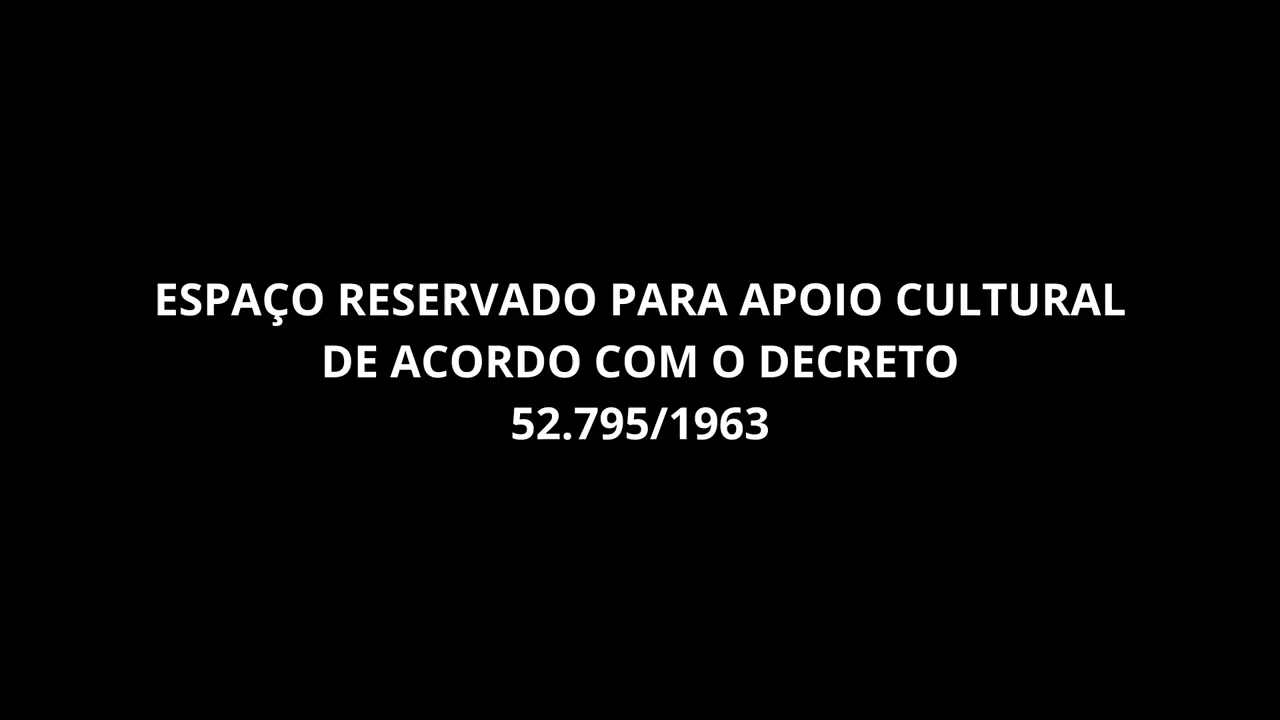 ESPAÇO RESERVADO PARA APOIO CULTURAL
DE ACORDO COM O DECRETO
52.795/1963